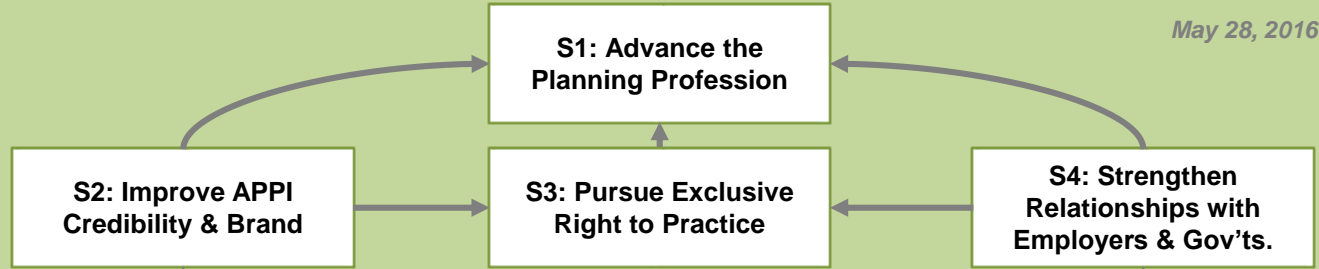 May 28, 2016
S1: Advance the
Planning Profession
S2: Improve APPI
Credibility & Brand
S3: Pursue Exclusive
Right to Practice
S4: Strengthen
Relationships with
Employers & Gov'ts.